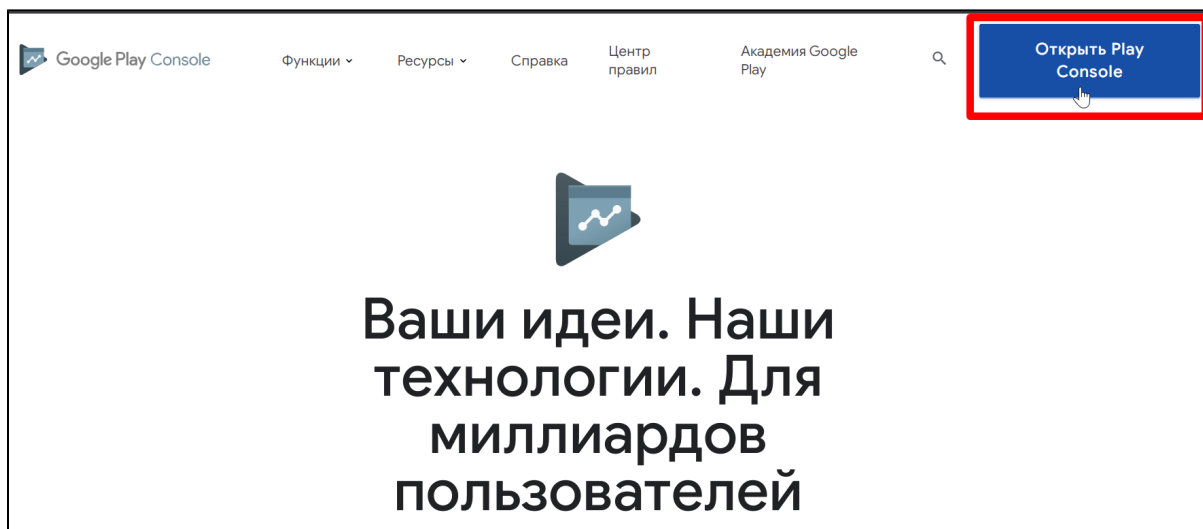 Google Play Console
Функции
Ресурсы
Справка
Центр
правил
Академия Google
Play
Открыть Play
Console
Ваши идеи. Наши
технологии. Для
миллиардов
пользователей